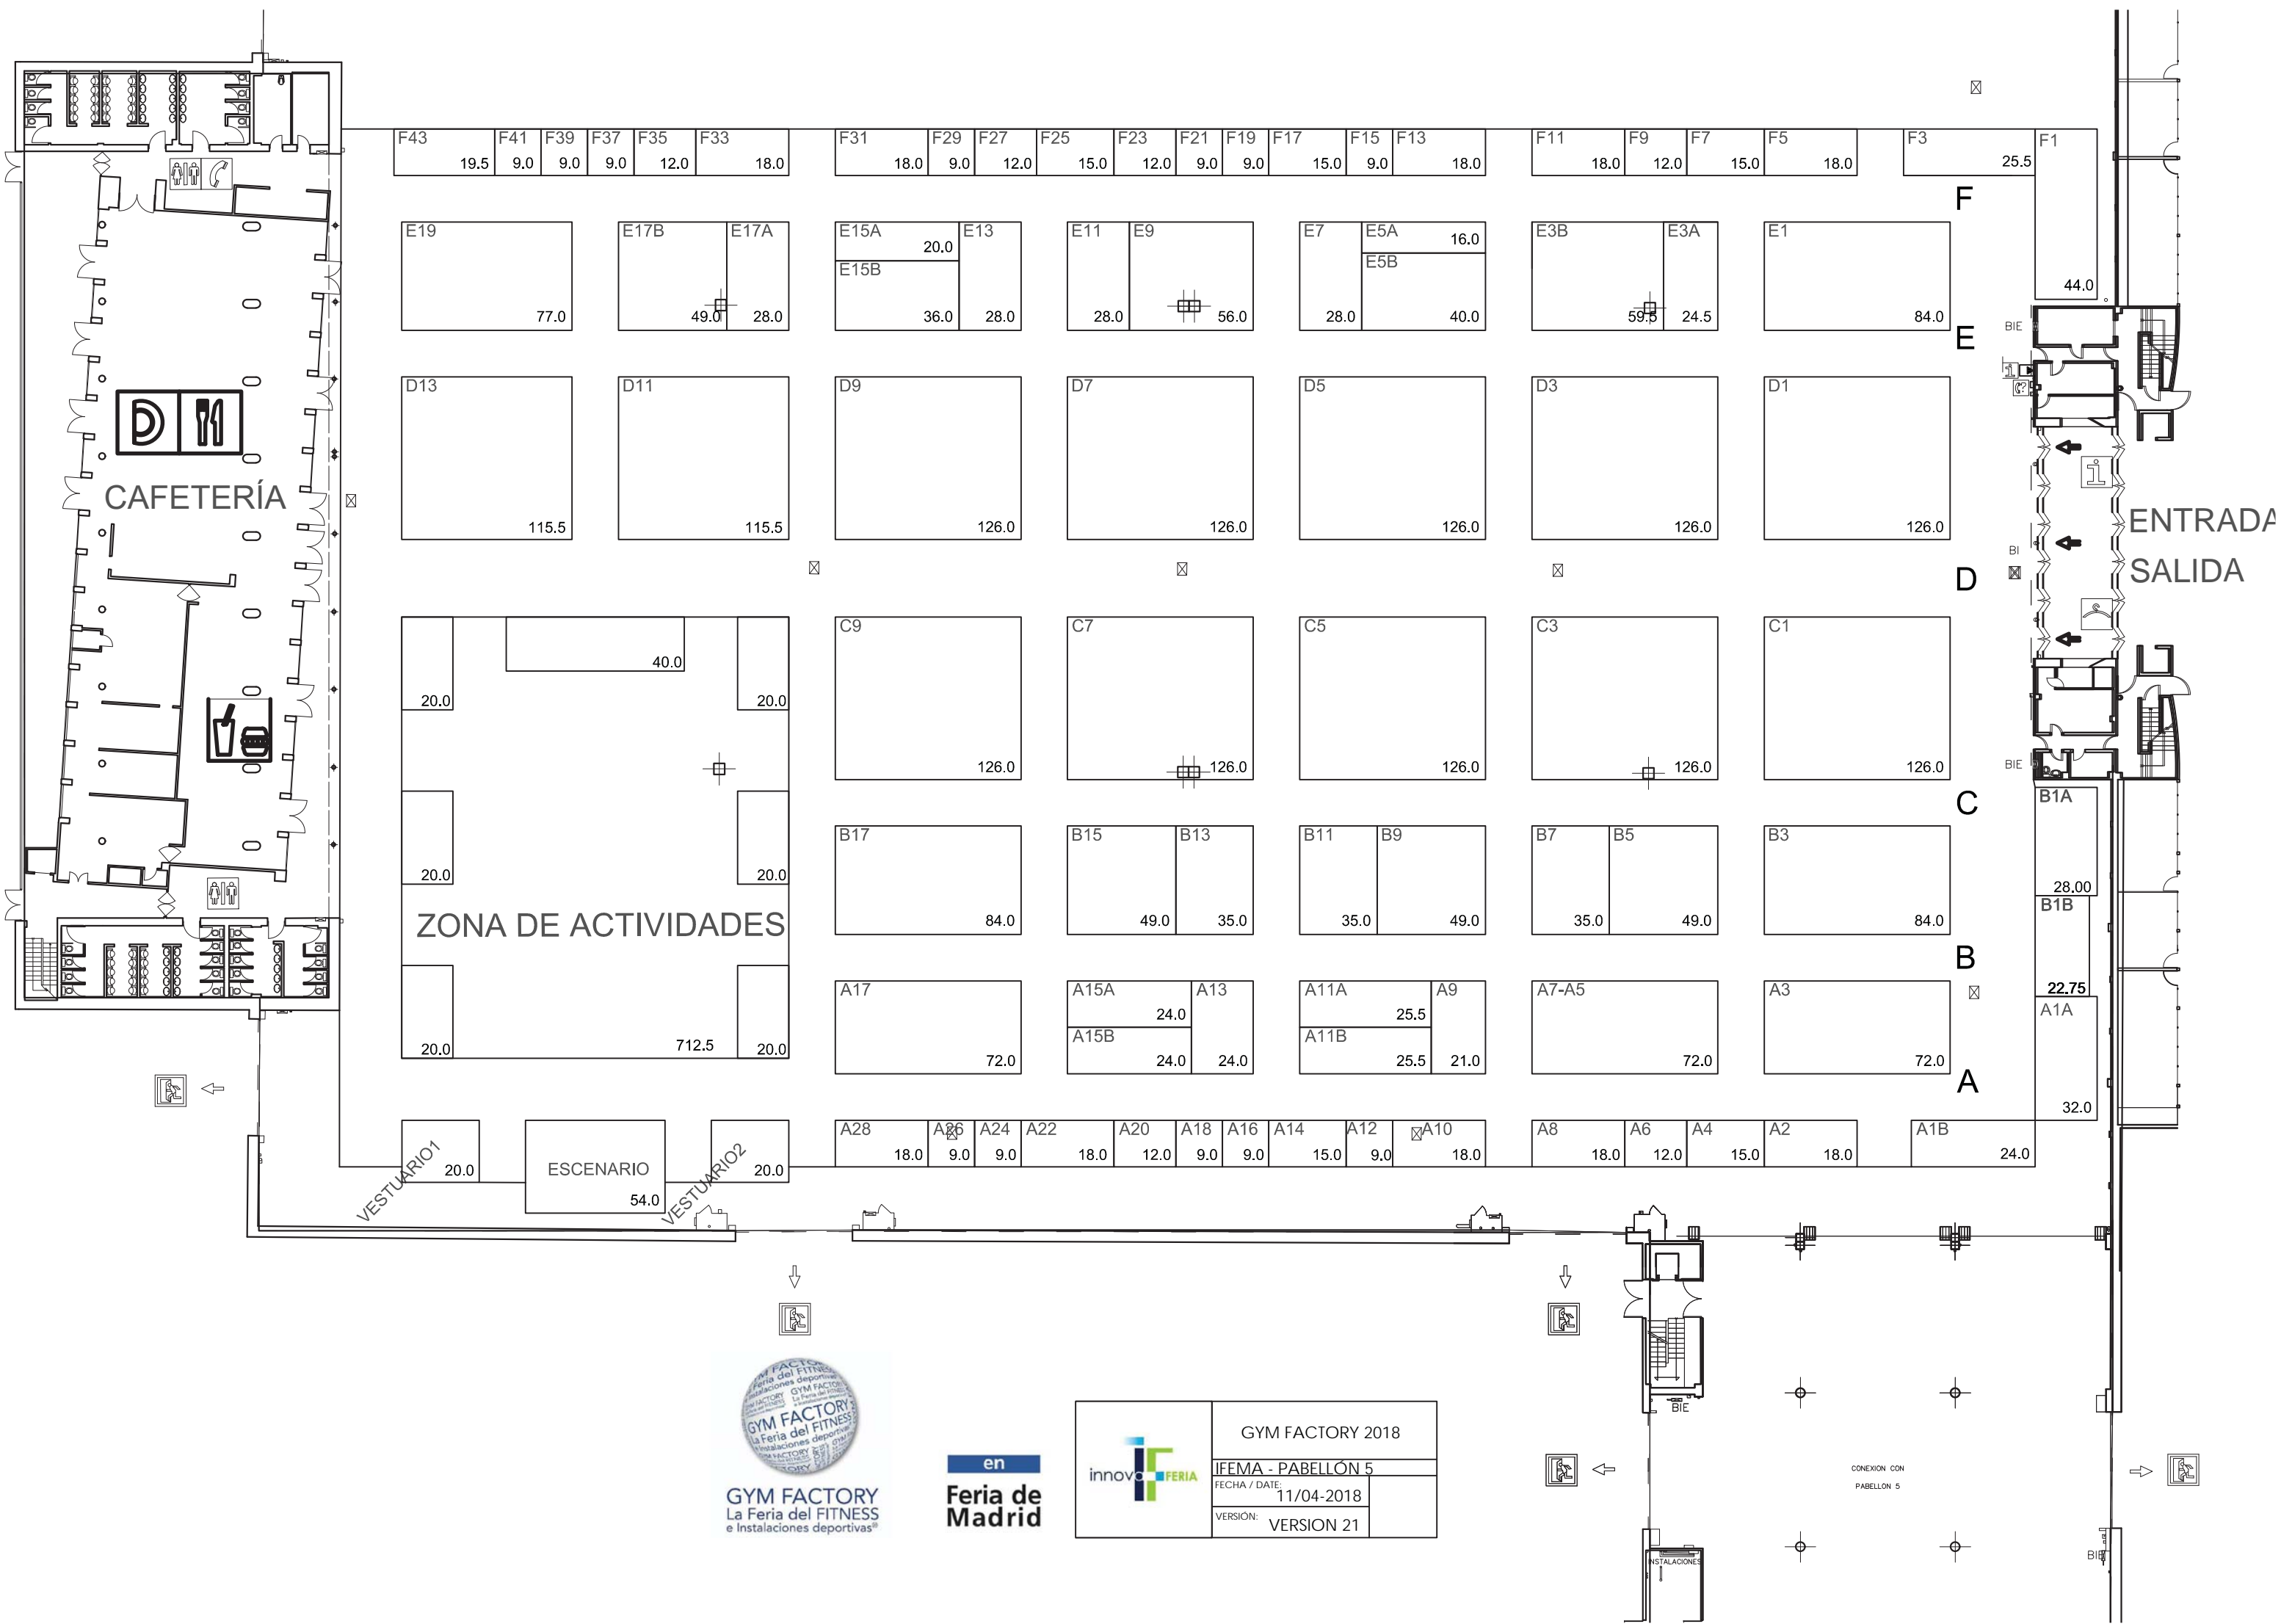 F43 F41 F39 F37 F35 F33 F31 F29 F27 F25 F23 F21 F19 F17 F15 F13 F11 F9 F7 F5 F3 F1
19.5 9.0 9.0 9.0 12.0 18.0 18.0 9.0 12.0 15.0 12.0 9.0 9.0 15.0 9.0 18.0 18.0 12.0 15.0 18.0 25.5
F
E19 E17B E17A E15A E13 E11 E9 E7 E5A E3B E3A E1
20.0 16.0
E15B E5B
44.0
77.0 49.0 28.0 36.0 28.0 28.0 56.0 28.0 40.0 59.5 24.5 84.0
BIE
E
D13 D11 D9 D7 D5 D3 D1
CAFETERÍA
115.5 115.5 126.0 126.0 126.0 126.0 126.0
ENTRADA
BI
D
SALIDA
C9 C7 C5 C3 C1
40.0
20.0 20.0
126.0 126.0 126.0 126.0 126.0
BIE
C
B1A
B17 B15 B13 B11 B9 B7 B5 B3
20.0 20.0
28.00
B1B
ZONA DE ACTIVIDADES
84.0 49.0 35.0 35.0 49.0 35.0 49.0 84.0
B
A17 A15A A13 A11A A9 A7-A5 A3
22.75
A1A
24.0 25.5
A15B A11B
20.0 712.5 20.0
72.0 24.0 24.0 25.5 21.0 72.0 72.0
A
32.0
A28 A26 A24 A22 A20 A18 A16 A14 A12 A10 A8 A6 A4 A2 A1B
18.0 9.0 9.0 18.0 12.0 9.0 9.0 15.0 9.0 18.0 18.0 12.0 15.0 18.0 24.0
VESTUARIO1 20.0
ESCENARIO
54.0
VESTUARIO2 20.0
BIE
GYM FACTORY
La Feria del FITNESS
e Instalaciones deportivas
GYM FACTORY
La Feria del FITNESS
e Instalaciones deportivas®
en
Feria de
Madrid
innova FERIA
GYM FACTORY 2018
IFEMA - PABELLÓN 5
FECHA / DATE:
11/04-2018
VERSIÓN: VERSION 21
CONEXION CON
PABELLON 5
BIE
INSTALACIONES